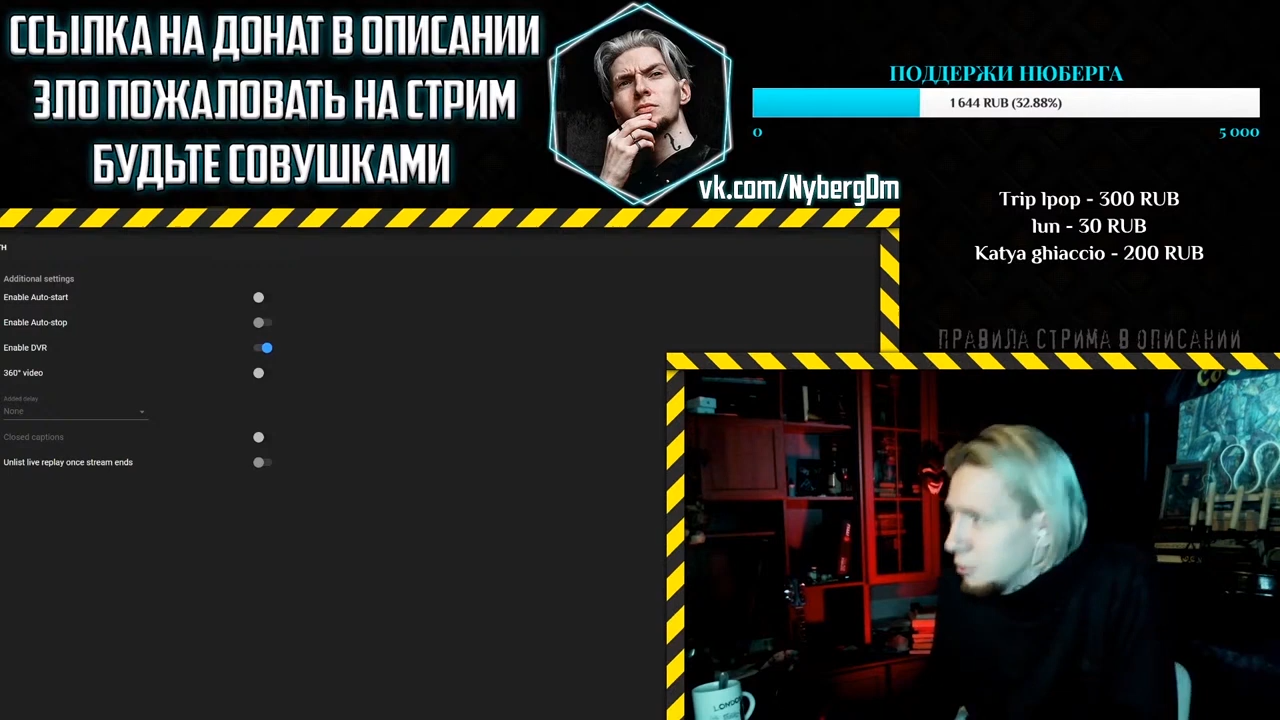 ССЫЛКА НА ДОНАТ В ОПИСАНИИ
ЗЛО ПОЖАЛОВАТЬ НА СТРИМ
БУДЬТЕ СОВУШКАМИ
vk.com/NybergDm
ПОДДЕРЖИ НЮБЕРГА
1 644 RUB (32.88%)
0 5 000
Trip lpop - 300 RUB
lun - 30 RUB
Katya ghiaccio - 200 RUB
ПРАВИЛА СТРИМА В ОПИСАНИИ
Additional settings
Enable Auto-start
Enable Auto-stop
Enable DVR
360° video
Added delay
None
Closed captions
Unlist live replay once stream ends
LONDON